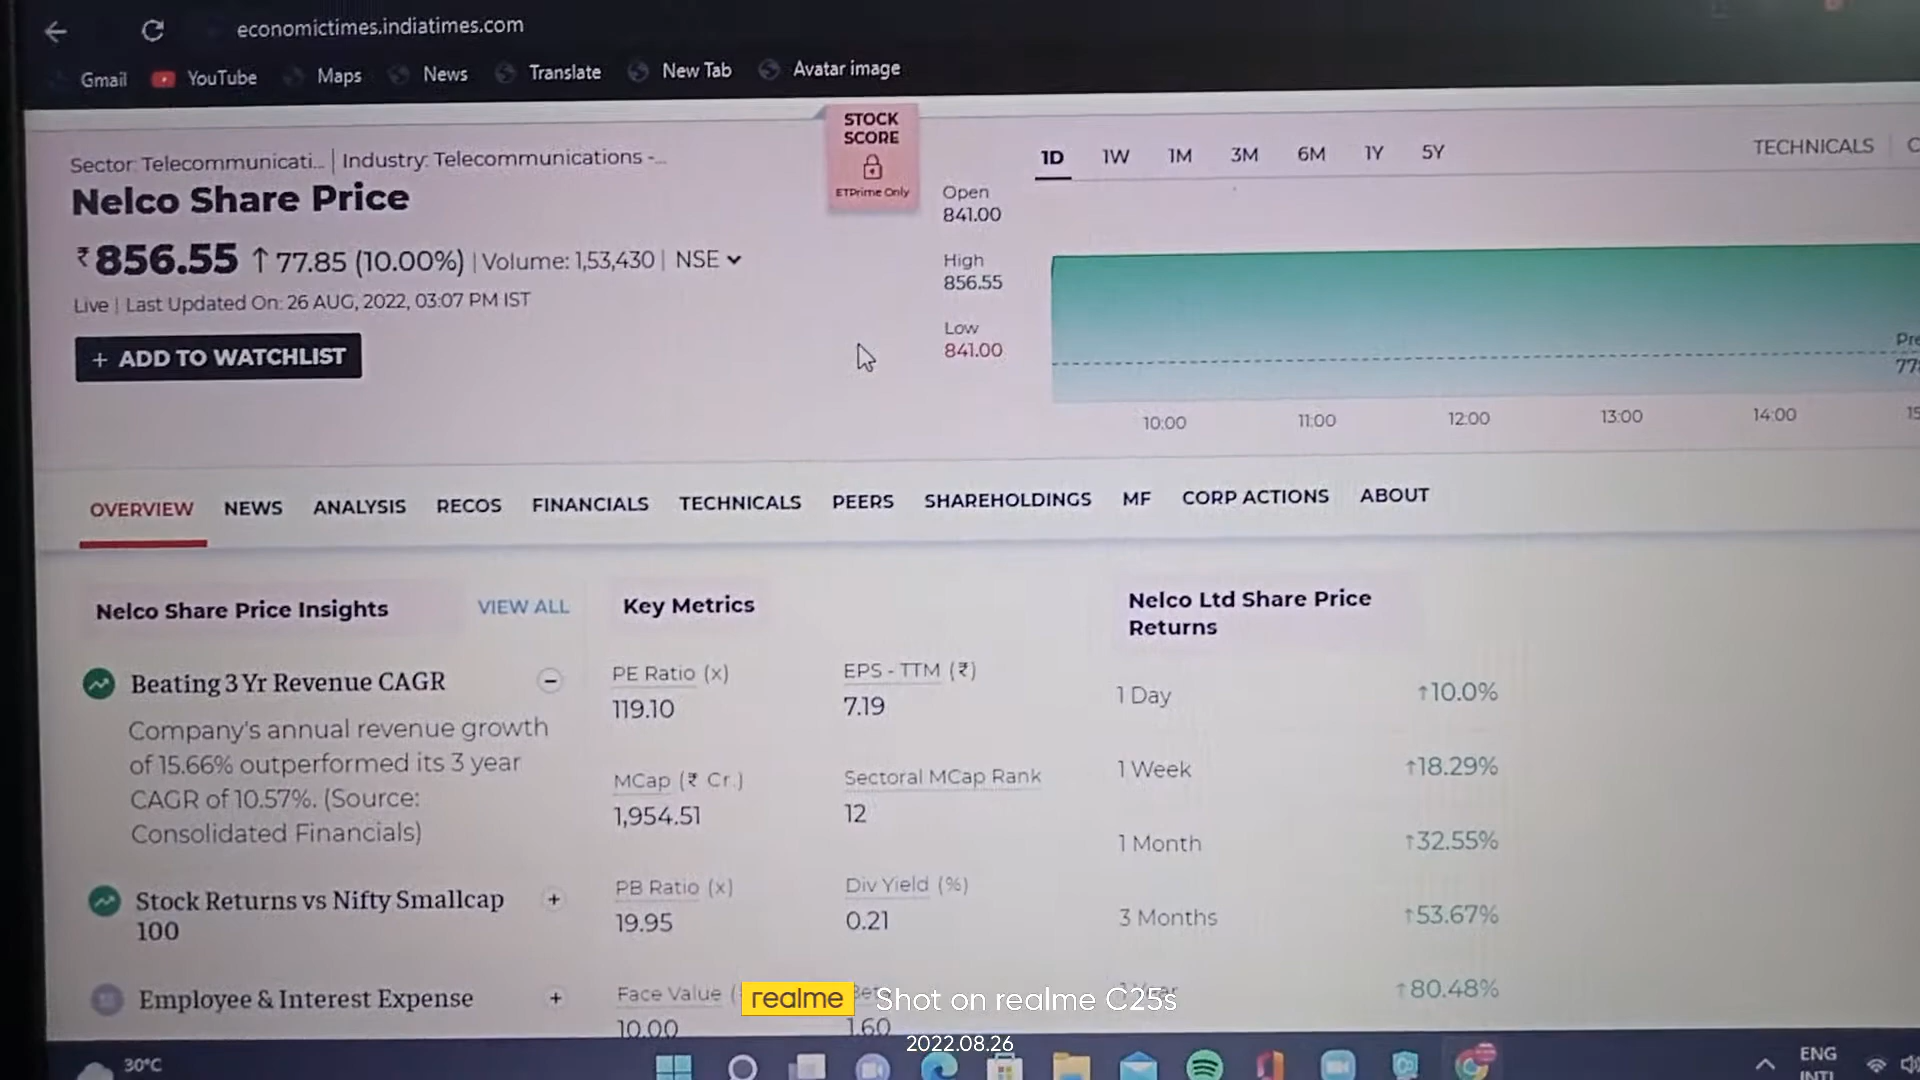 economictimes.indiatimes.com
Gmail YouTube Maps News Translate New Tab Avatar image
Sector: Telecommunicati... | Industry: Telecommunications -...
Nelco Share Price
₹856.55 ↑ 77.85 (10.00%) | Volume: 1,53,430 | NSE
Live | Last Updated On: 26 AUG, 2022, 03:07 PM IST
+ ADD TO WATCHLIST
STOCK
SCORE
ETPrime Only
Open
841.00
High
856.55
Low
841.00
1D 1W 1M 3M 6M 1Y 5Y
TECHNICALS
10:00 11:00 12:00 13:00 14:00
OVERVIEW NEWS ANALYSIS RECOS FINANCIALS TECHNICALS PEERS SHAREHOLDINGS MF CORP ACTIONS ABOUT
Nelco Share Price Insights VIEW ALL
Beating 3 Yr Revenue CAGR
Company's annual revenue growth
of 15.66% outperformed its 3 year
CAGR of 10.57%. (Source:
Consolidated Financials)
Stock Returns vs Nifty Smallcap
100
Employee & Interest Expense
Key Metrics
PE Ratio (x) EPS - TTM (₹)
119.10 7.19
MCap (₹ Cr.) Sectoral MCap Rank
1,954.51 12
PB Ratio (x) Div Yield (%)
19.95 0.21
Face Value
10.00 1.60
Nelco Ltd Share Price
Returns
1 Day ↑10.0%
1 Week ↑18.29%
1 Month ↑32.55%
3 Months ↑53.67%
↑80.48%
realme Shot on realme C25s
2022.08.26
30°C
ENG
INTL